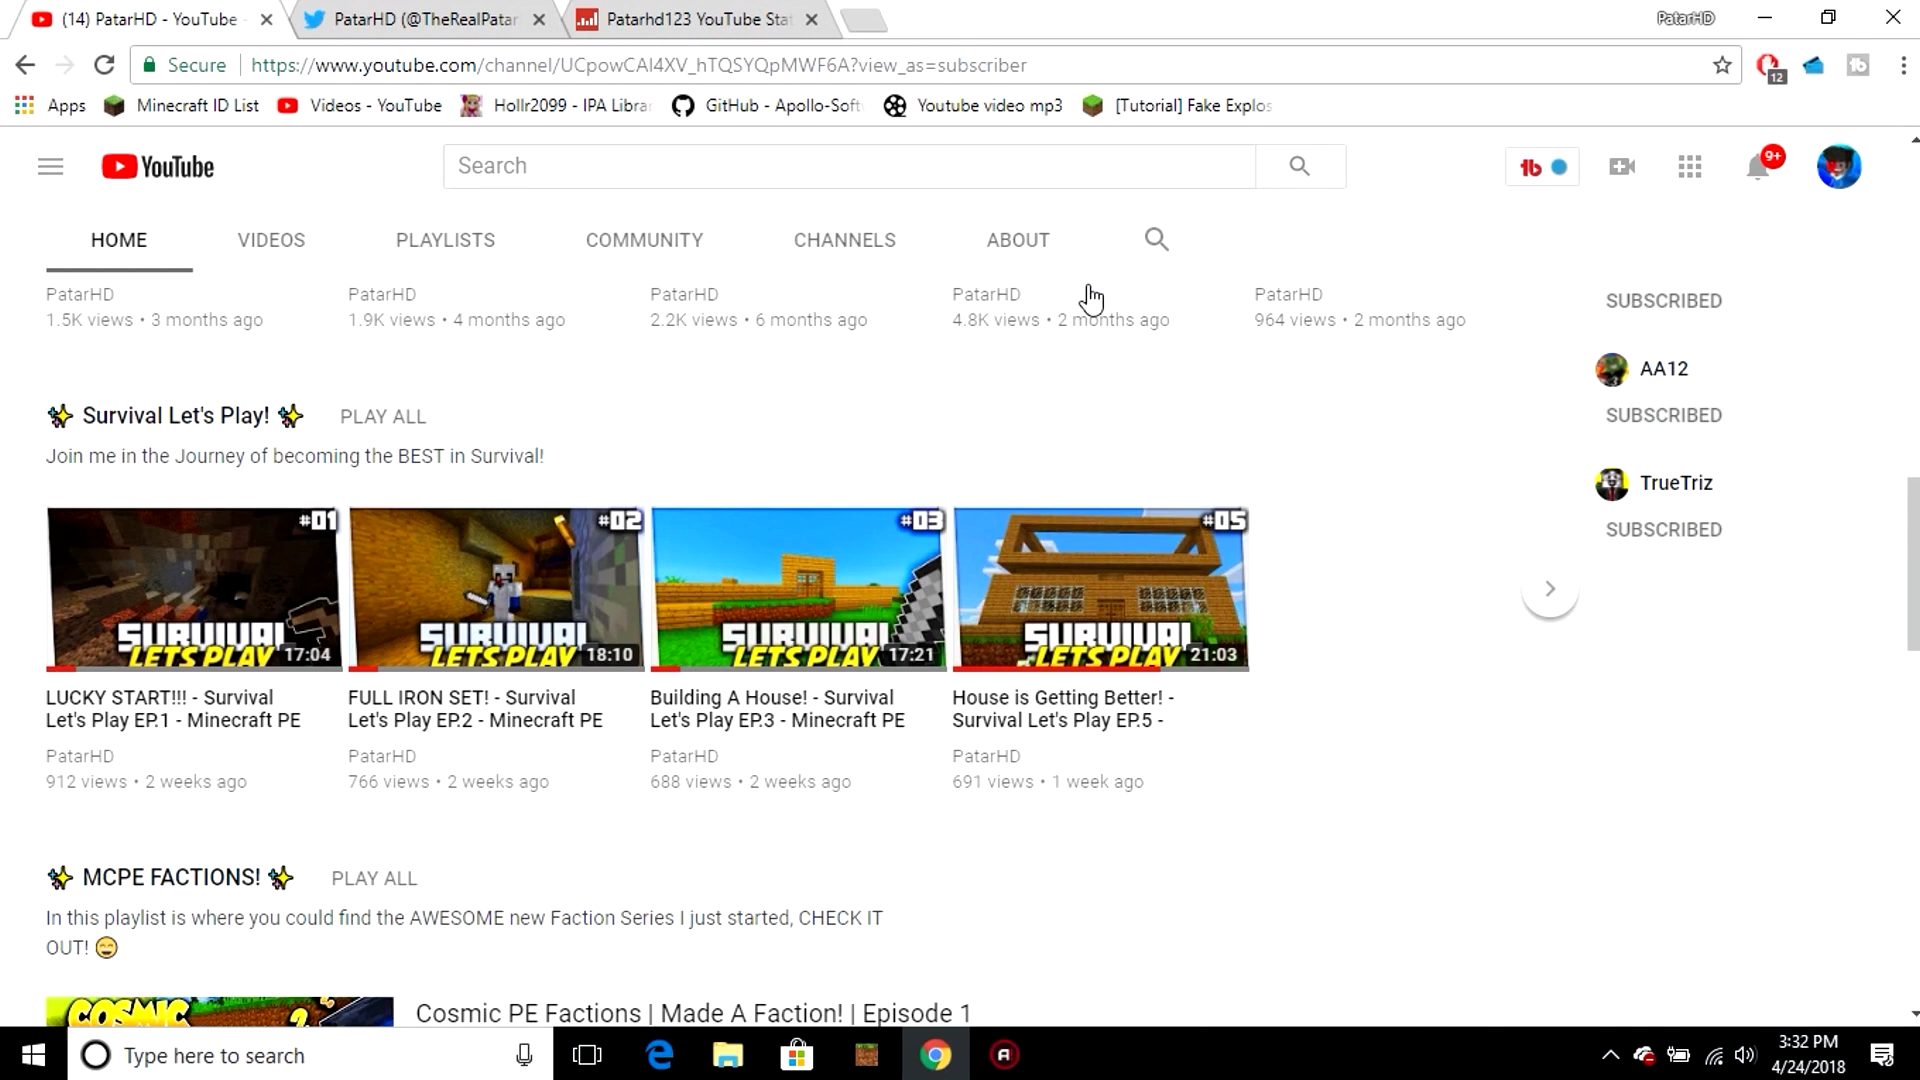 (14) PatarHD - YouTube
PatarHD (@TheRealPatar
Patarhd123 YouTube Stat
PatarHD
Secure
https://www.youtube.com/channel/UCpowCAI4XV_hTQSYQpMWF6A?view_as=subscriber
12
Apps
Minecraft ID List
Videos - YouTube
Hollr2099 - IPA Librar
GitHub - Apollo-Soft
Youtube video mp3
[Tutorial] Fake Explos
YouTube
Search
9+
HOME
VIDEOS
PLAYLISTS
COMMUNITY
CHANNELS
ABOUT
PatarHD
1.5K views • 3 months ago
PatarHD
1.9K views • 4 months ago
PatarHD
2.2K views • 6 months ago
PatarHD
4.8K views • 2 months ago
PatarHD
964 views • 2 months ago
SUBSCRIBED
AA12
SUBSCRIBED
TrueTriz
SUBSCRIBED
✨ Survival Let's Play! ✨
PLAY ALL
Join me in the Journey of becoming the BEST in Survival!
#01
SURVIVAL
LETS PLAY
17:04
LUCKY START!!! - Survival
Let's Play EP.1 - Minecraft PE
PatarHD
912 views • 2 weeks ago
#02
SURVIVAL
LETS PLAY
18:10
FULL IRON SET! - Survival
Let's Play EP.2 - Minecraft PE
PatarHD
766 views • 2 weeks ago
#03
SURVIVAL
LETS PLAY
17:21
Building A House! - Survival
Let's Play EP.3 - Minecraft PE
PatarHD
688 views • 2 weeks ago
#05
SURVIVAL
LETS PLAY
21:03
House is Getting Better! -
Survival Let's Play EP.5 -
PatarHD
691 views • 1 week ago
✨ MCPE FACTIONS! ✨
PLAY ALL
In this playlist is where you could find the AWESOME new Faction Series I just started, CHECK IT
OUT! 😄
COSMIC
Cosmic PE Factions | Made A Faction! | Episode 1
Type here to search
3:32 PM
4/24/2018